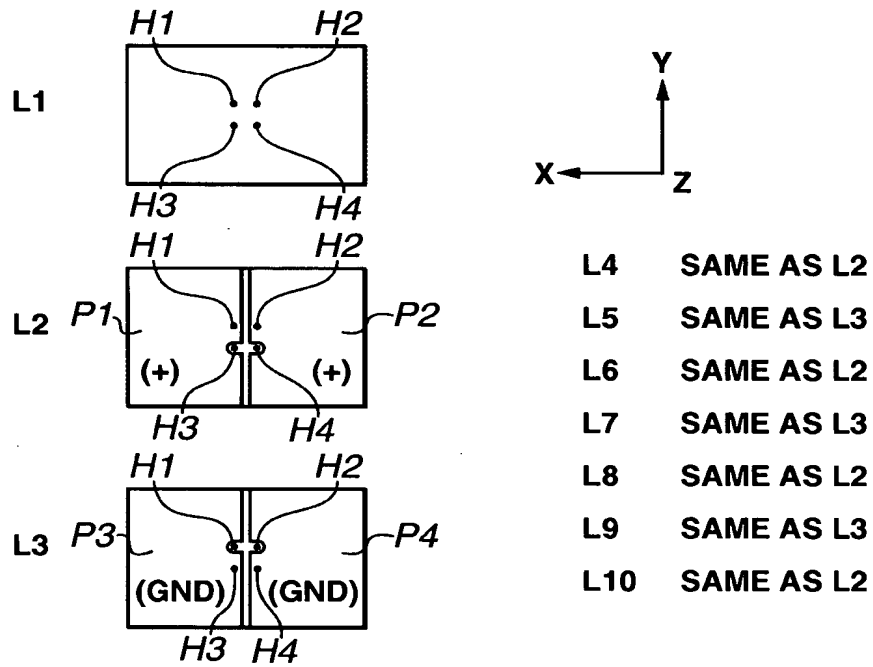 H1 H2
L1
H3 H4
Y
X Z
H1 H2
L2 P1 P2
(+) (+)
H3 H4
H1 H2
L3 P3 P4
(GND) (GND)
H3 H4
L4 SAME AS L2
L5 SAME AS L3
L6 SAME AS L2
L7 SAME AS L3
L8 SAME AS L2
L9 SAME AS L3
L10 SAME AS L2